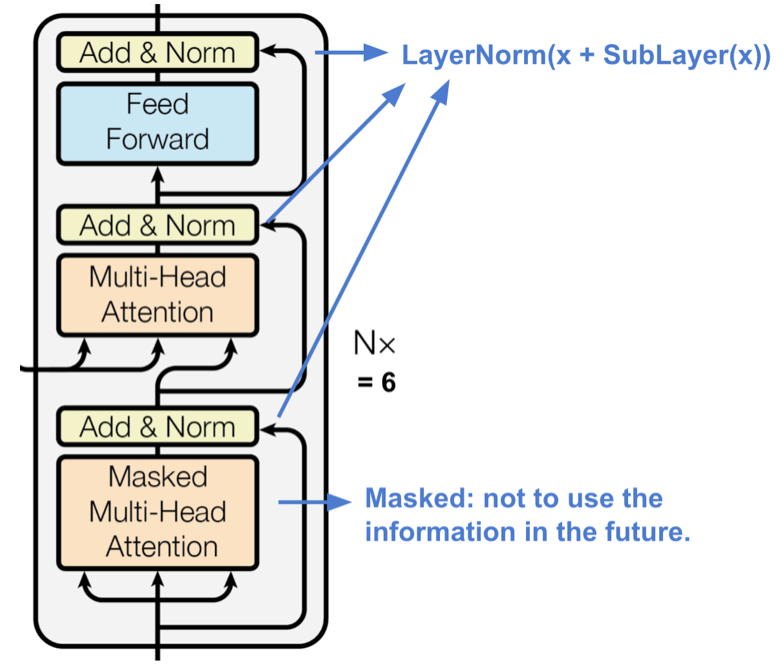 Add & Norm
LayerNorm(x + SubLayer(x))
Feed
Forward
Add & Norm
Multi-Head
Attention
N×
= 6
Add & Norm
Masked
Multi-Head
Attention
Masked: not to use the
information in the future.